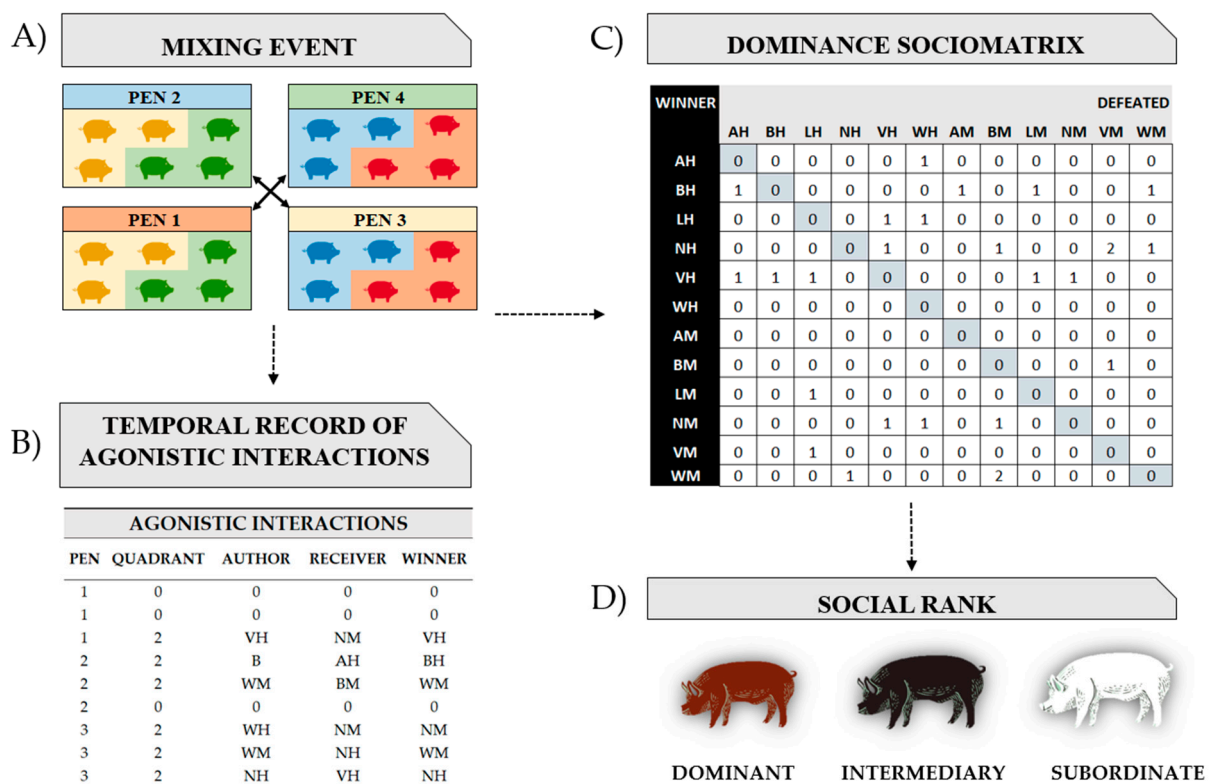 A)
MIXING EVENT
PEN 2
PEN 4
PEN 1
PEN 3
B)
TEMPORAL RECORD OF
AGONISTIC INTERACTIONS
AGONISTIC INTERACTIONS
PEN QUADRANT AUTHOR RECEIVER WINNER
1 0 0 0 0
1 0 0 0 0
1 2 VH NM VH
2 2 B AH BH
2 2 WM BM WM
2 0 0 0 0
3 2 WH NM NM
3 2 WM NH WM
3 2 NH VH NH
C)
DOMINANCE SOCIOMATRIX
WINNER DEFEATED
AH BH LH NH VH WH AM BM LM NM VM WM
AH 0 0 0 0 0 1 0 0 0 0 0 0
BH 1 0 0 0 0 0 1 0 1 0 0 1
LH 0 0 0 0 1 1 0 0 0 0 0 0
NH 0 0 0 0 1 0 0 1 0 0 2 1
VH 1 1 1 0 0 0 0 0 1 1 0 0
WH 0 0 0 0 0 0 0 0 0 0 0 0
AM 0 0 0 0 0 0 0 0 0 0 0 0
BM 0 0 0 0 0 0 0 0 0 0 1 0
LM 0 0 1 0 0 0 0 0 0 0 0 0
NM 0 0 0 0 1 1 0 1 0 0 0 0
VM 0 0 1 0 0 0 0 0 0 0 0 0
WM 0 0 0 1 0 0 0 2 0 0 0 0
D)
SOCIAL RANK
DOMINANT INTERMEDIARY SUBORDINATE